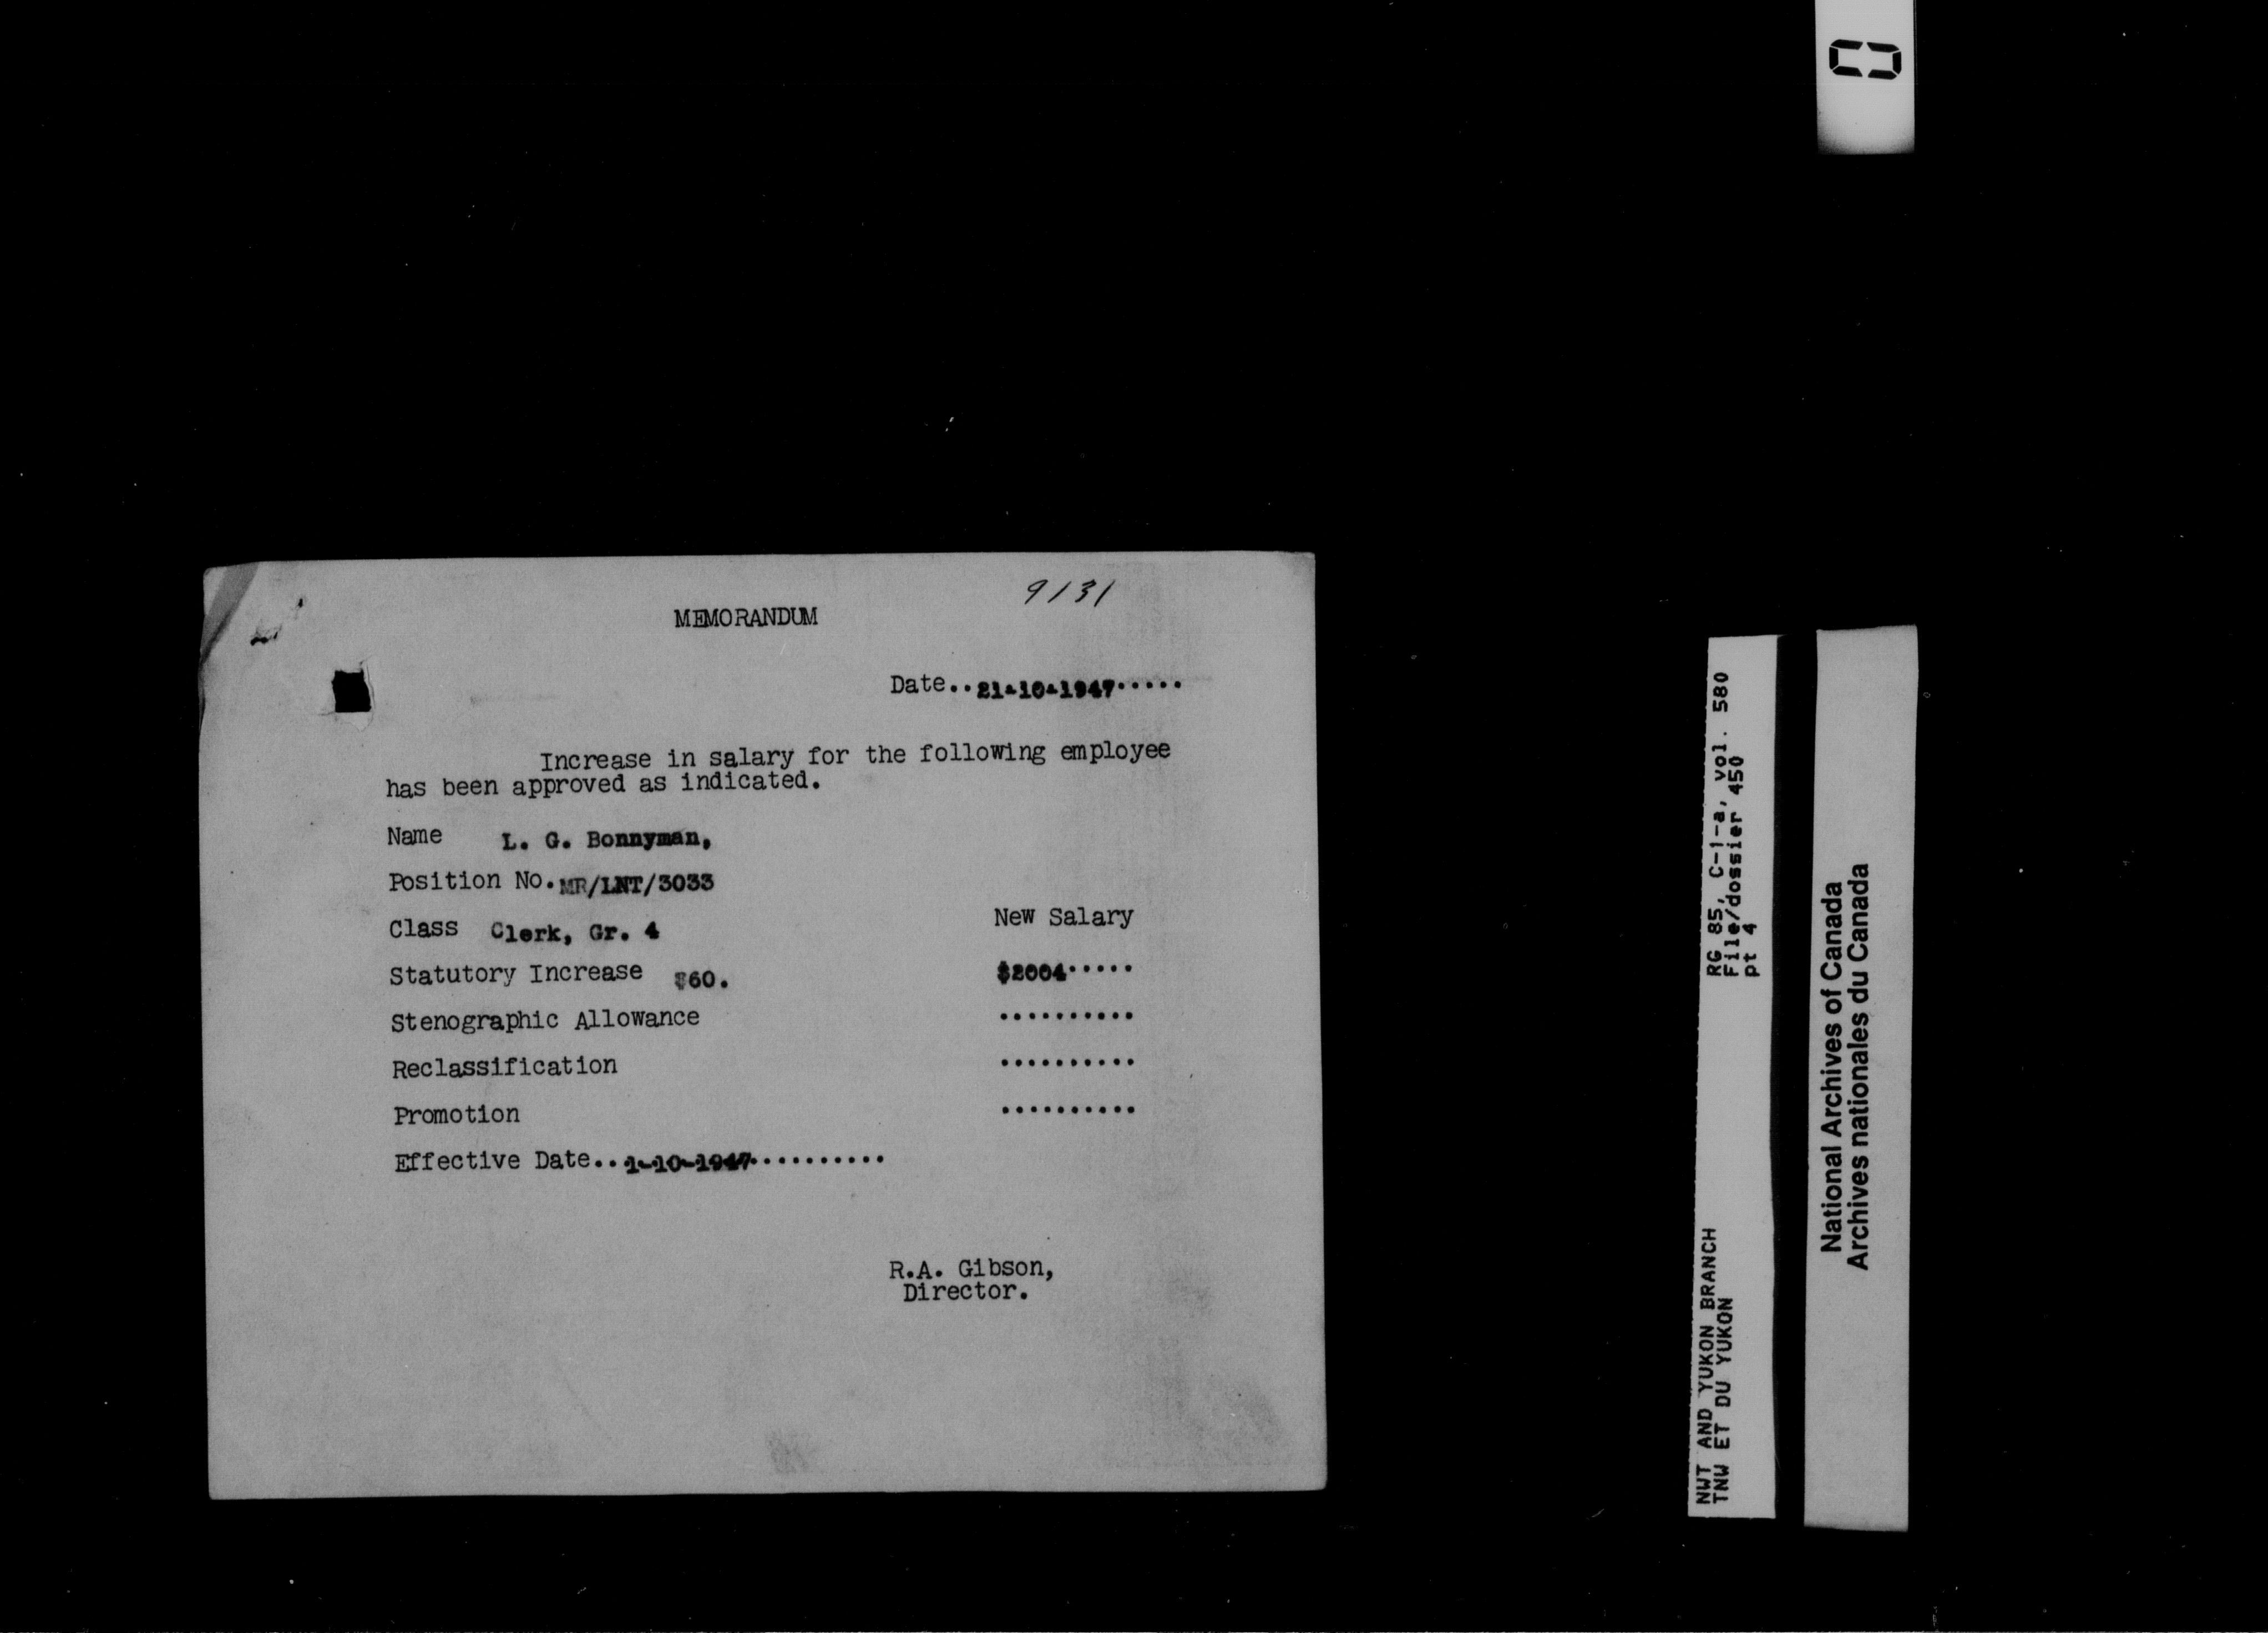 9131
MEMORANDUM
Date..21-10-1947.....
Increase in salary for the following employee
has been approved as indicated.
Name L. G. Bonnyman,
Position No. MR/LNT/3033
Class Clerk, Gr. 4
New Salary
Statutory Increase $60. $2004.....
Stenographic Allowance ..........
Reclassification ..........
Promotion ..........
Effective Date..1-10-1947..........
R.A. Gibson,
Director.
RG 85, C-1-a, vol. 580
File/dossier 450
pt 4
NWT AND YUKON BRANCH
TNW ET DU YUKON
National Archives of Canada
Archives nationales du Canada